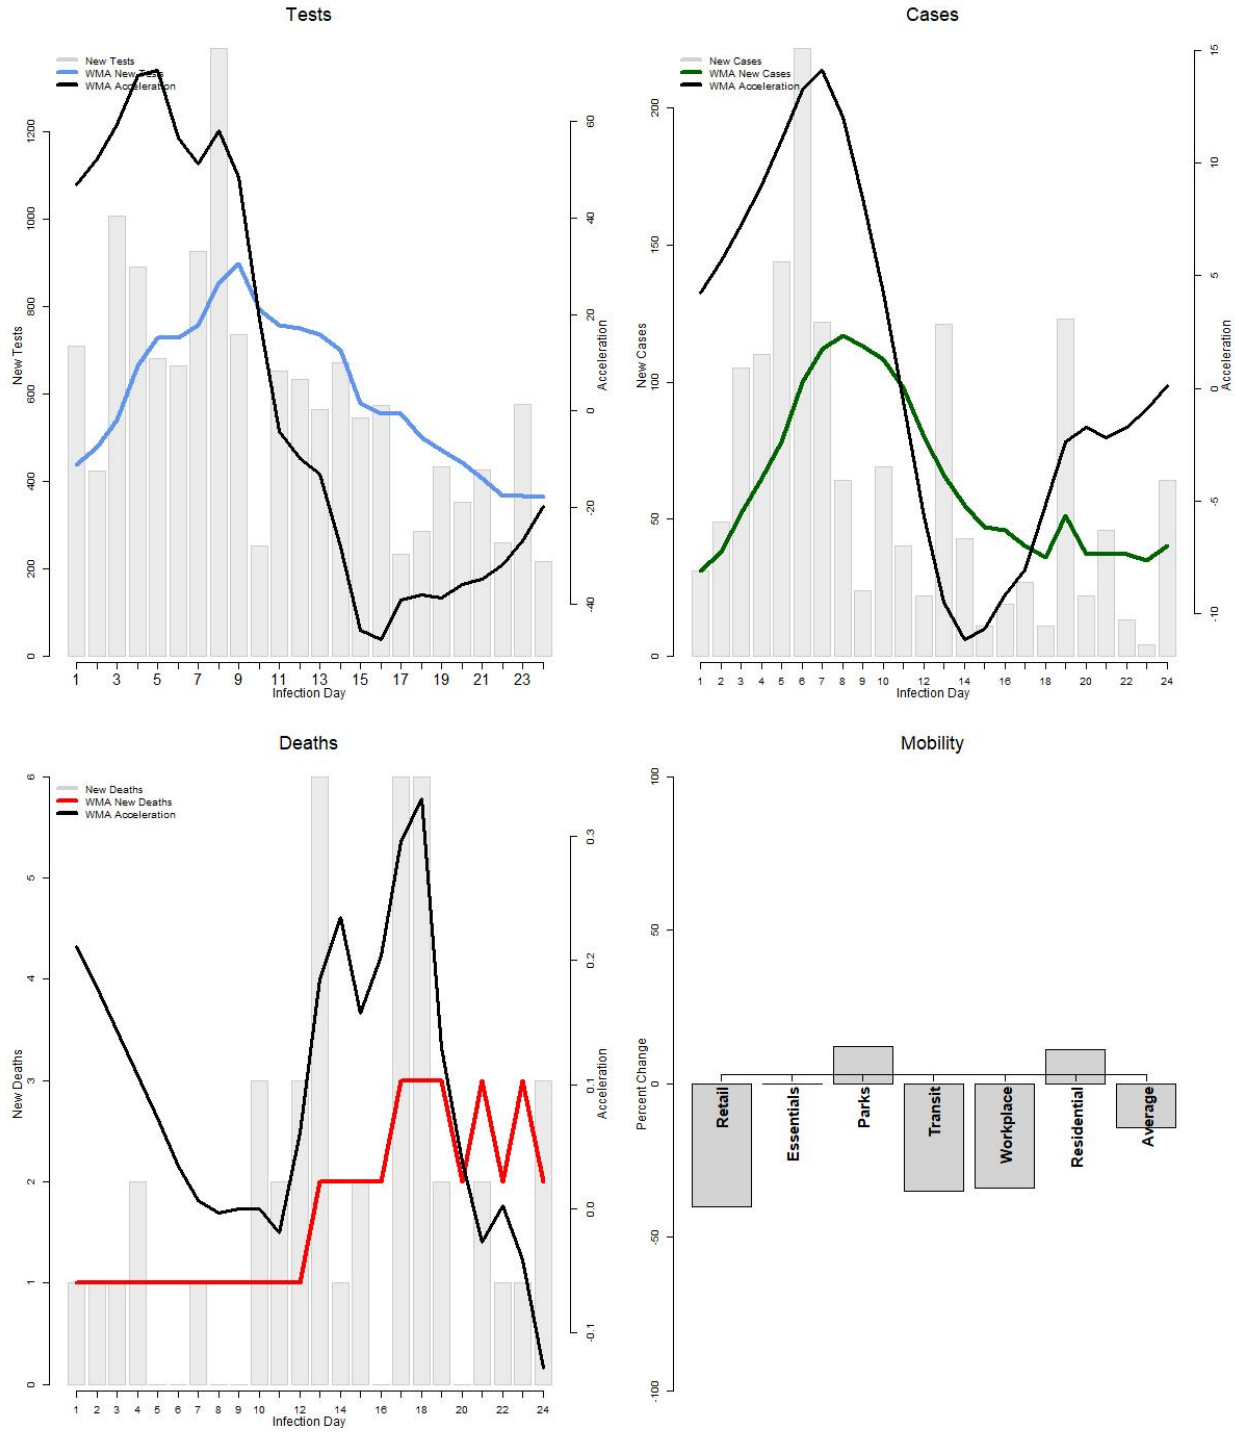 Tests
New Tests
WMA New Tests
WMA Acceleration
New Tests
0 200 400 600 800 1000 1200
Acceleration
-40 -20 0 20 40 60
1 3 5 7 9 11 13 15 17 19 21 23
Infection Day
Cases
New Cases
WMA New Cases
WMA Acceleration
New Cases
0 50 100 150 200
Acceleration
-10 -5 0 5 10 15
1 2 3 4 5 6 7 8 9 10 12 14 16 18 20 22 24
Infection Day
Deaths
New Deaths
WMA New Deaths
WMA Acceleration
New Deaths
0 1 2 3 4 5 6
Acceleration
-0.1 0.0 0.1 0.2 0.3
1 2 3 4 5 6 7 8 9 10 12 14 16 18 20 22 24
Infection Day
Mobility
Percent Change
-100 -50 0 50 100
Retail
Essentials
Parks
Transit
Workplace
Residential
Average